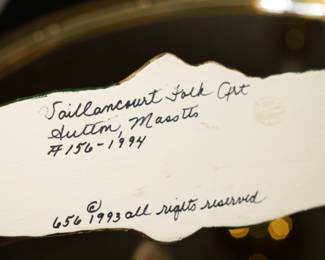 Vaillancourt Folk Art
Sutton, Masstts
#156-1994
©
656 1993 all rights reserved